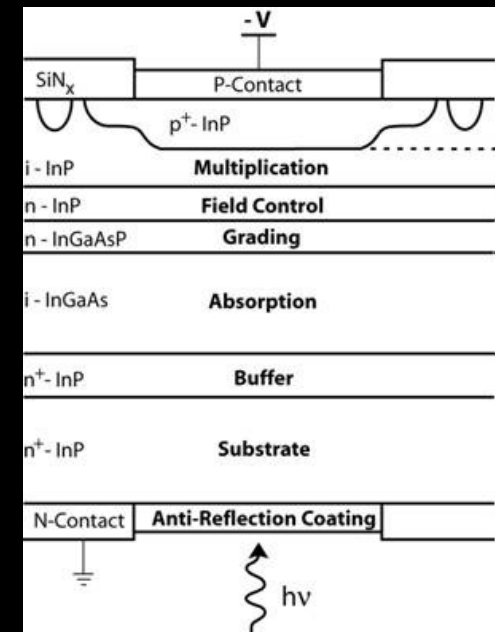 -V
SiNx P-Contact
p+- InP
i - InP Multiplication
n - InP Field Control
n - InGaAsP Grading
i - InGaAs Absorption
n+- InP Buffer
n+- InP Substrate
N-Contact Anti-Reflection Coating
hν